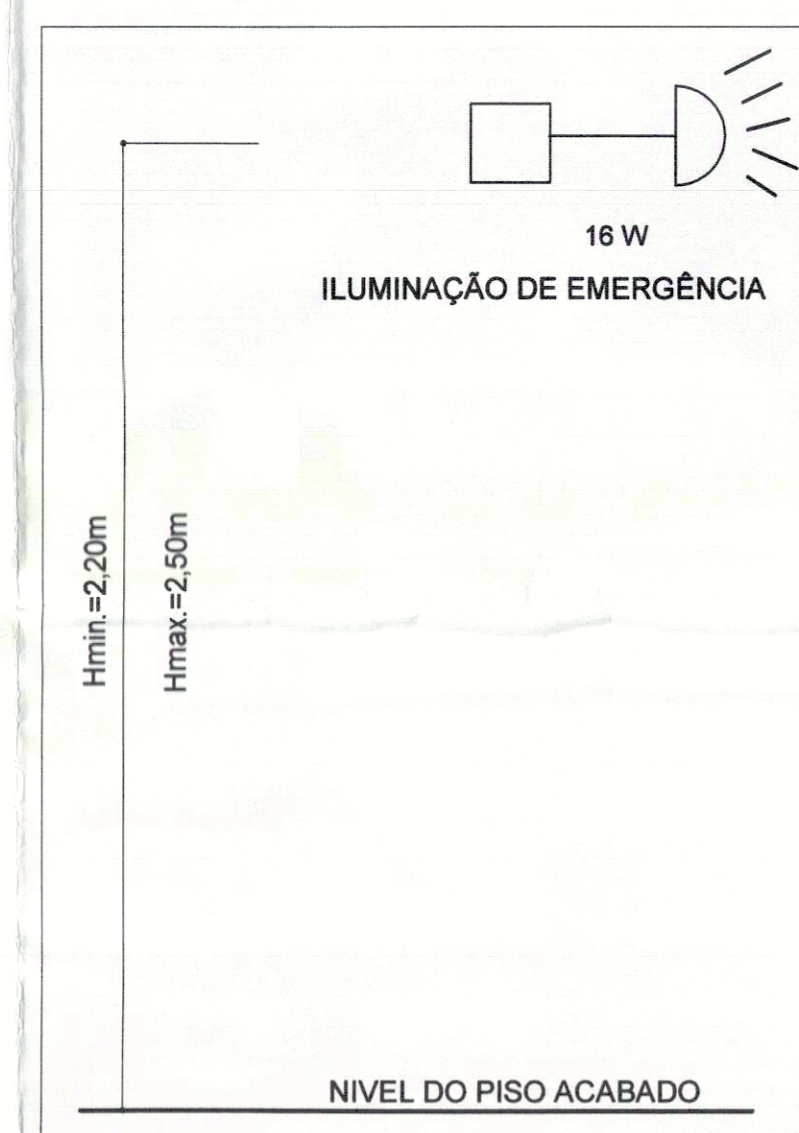 16 W
ILUMINAÇÃO DE EMERGÊNCIA
Hmin.=2,20m
Hmax.=2,50m
NIVEL DO PISO ACABADO